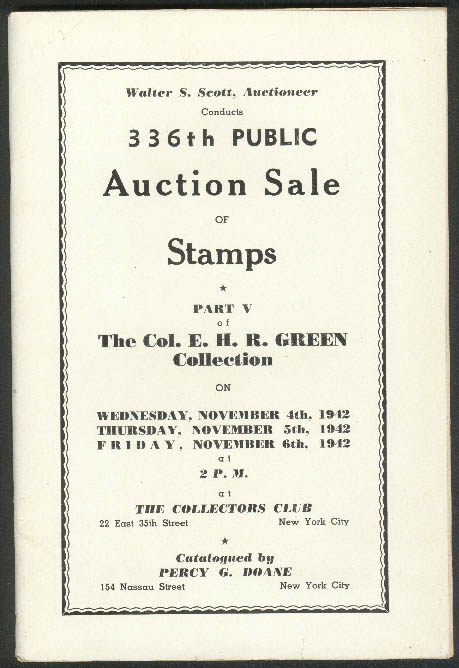 Walter S. Scott, Auctioneer
Conducts
336th PUBLIC
Auction Sale
OF
Stamps
★
PART V
of
The Col. E. H. R. GREEN
Collection
ON
WEDNESDAY, NOVEMBER 4th, 1942
THURSDAY, NOVEMBER 5th, 1942
FRIDAY, NOVEMBER 6th, 1942
at
2 P. M.
at
THE COLLECTORS CLUB
22 East 35th Street New York City
★
Catalogued by
PERCY G. DOANE
154 Nassau Street New York City